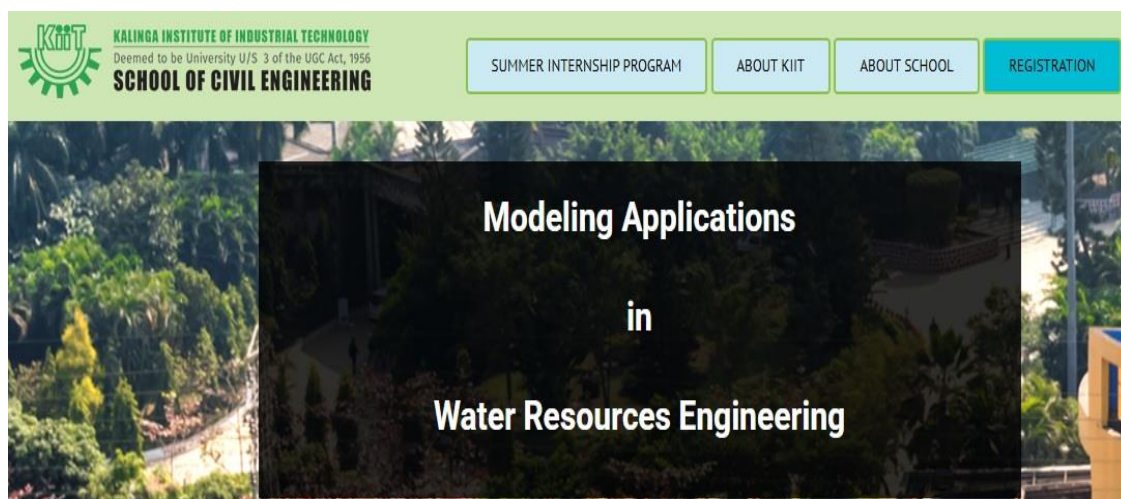 KiiT
KALINGA INSTITUTE OF INDUSTRIAL TECHNOLOGY
Deemed to be University U/S 3 of the UGC Act, 1956
SCHOOL OF CIVIL ENGINEERING
SUMMER INTERNSHIP PROGRAM
ABOUT KIIT
ABOUT SCHOOL
REGISTRATION
Modeling Applications
in
Water Resources Engineering